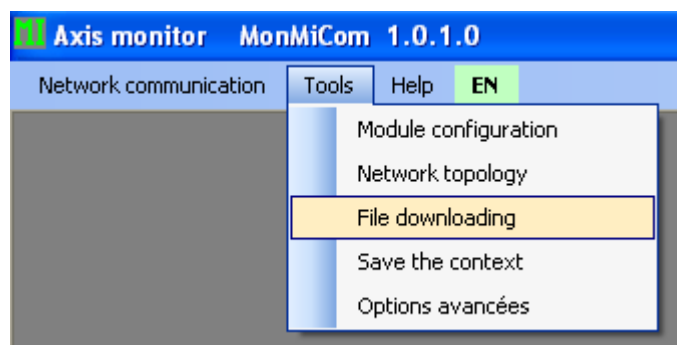 MI Axis monitor MonMiCom 1.0.1.0
Network communication Tools Help EN
Module configuration
Network topology
File downloading
Save the context
Options avancées